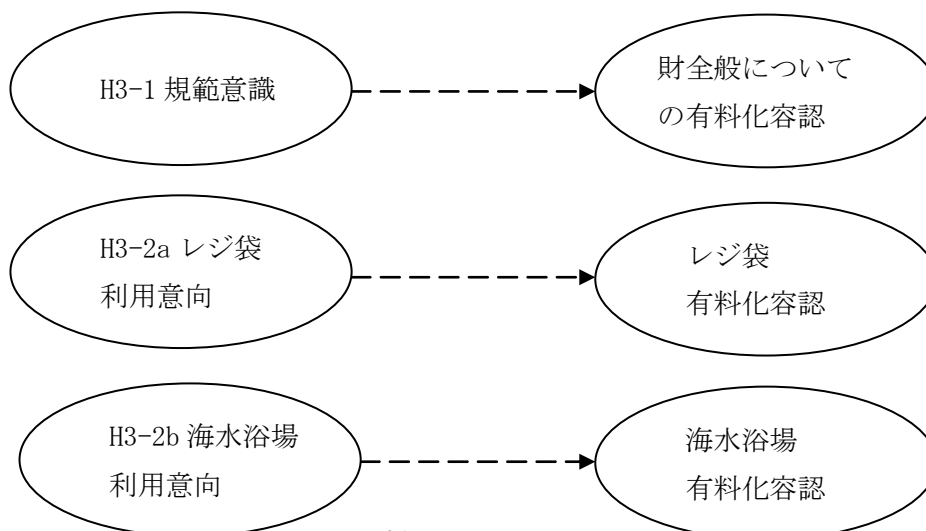 H3-1 規範意識
財全般について
の有料化容認
H3-2a レジ袋
利用意向
レジ袋
有料化容認
H3-2b 海水浴場
利用意向
海水浴場
有料化容認